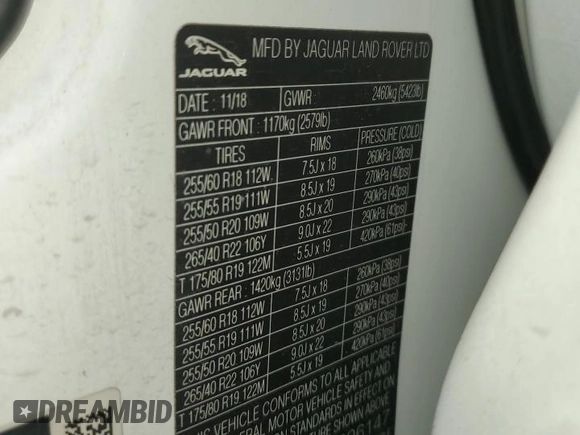 JAGUAR
MFD BY JAGUAR LAND ROVER LTD
DATE : 11/18 GVWR : 2460kg (5423lb)
GAWR FRONT : 1170kg (2579lb)
TIRES RIMS PRESSURE (COLD)
255/60 R18 112W 7.5J x 18 260kPa (38psi)
255/55 R19 111W 8.5J x 19 270kPa (40psi)
255/50 R20 109W 8.5J x 20 290kPa (43psi)
265/40 R22 106Y 9.0J x 22 290kPa (43psi)
T 175/80 R19 122M 5.5J x 19 420kPa (61psi)
GAWR REAR : 1420kg (3131lb)
255/60 R18 112W 7.5J x 18 260kPa (38psi)
255/55 R19 111W 8.5J x 19 270kPa (40psi)
255/50 R20 109W 8.5J x 20 290kPa (43psi)
265/40 R22 106Y 9.0J x 22 290kPa (43psi)
T 175/80 R19 122M 5.5J x 19 420kPa (61psi)
VEHICLE CONFORMS TO ALL APPLICABLE
MOTOR VEHICLE SAFETY AND
DREAMBID